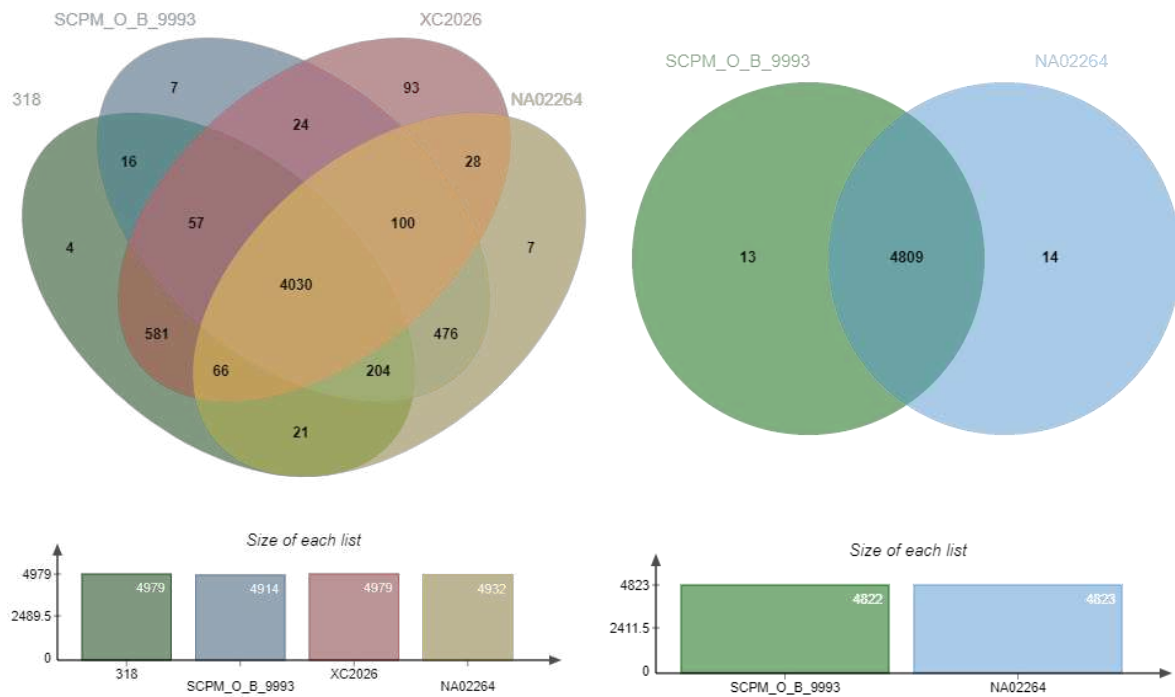 SCPM_O_B_9993
XC2026
318
NA02264
7
93
24
28
16
57
100
4
7
4030
581
476
66
204
21
Size of each list
4979
2489.5
0
4979
4914
4979
4932
318
SCPM_O_B_9993
XC2026
NA02264
SCPM_O_B_9993
NA02264
13
4809
14
Size of each list
4823
2411.5
0
4822
4823
SCPM_O_B_9993
NA02264